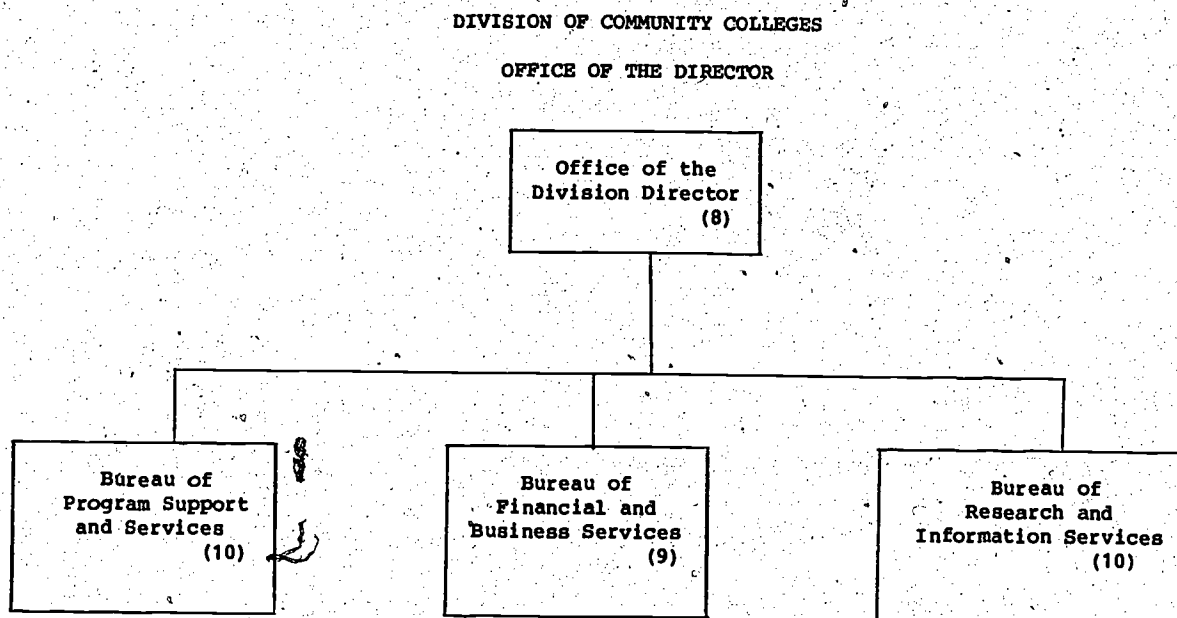 DIVISION OF COMMUNITY COLLEGES
OFFICE OF THE DIRECTOR
Office of the
Division Director
(8)
Bureau of
Program Support
and Services
(10)
Bureau of
Financial and
Business Services
(9)
Bureau of
Research and
Information Services
(10)